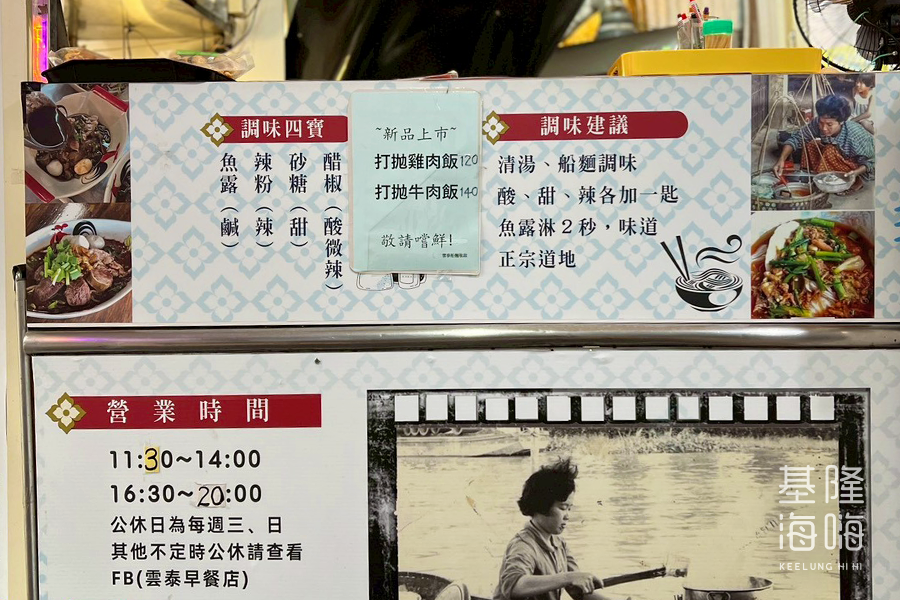 調味四寶
醋椒(酸微辣)
砂糖(甜)
辣粉(辣)
魚露(鹹)
~新品上市~
打拋雞肉飯120
打拋牛肉飯140
敬請嚐鮮!
調味建議
清湯、船麵調味
酸、甜、辣各加一匙
魚露淋2秒,味道
正宗道地
營業時間
11:30~14:00
16:30~20:00
公休日為每週三、日
其他不定時公休請查看
FB(雲泰早餐店)
基隆
海嗨
KEELUNG HI HI